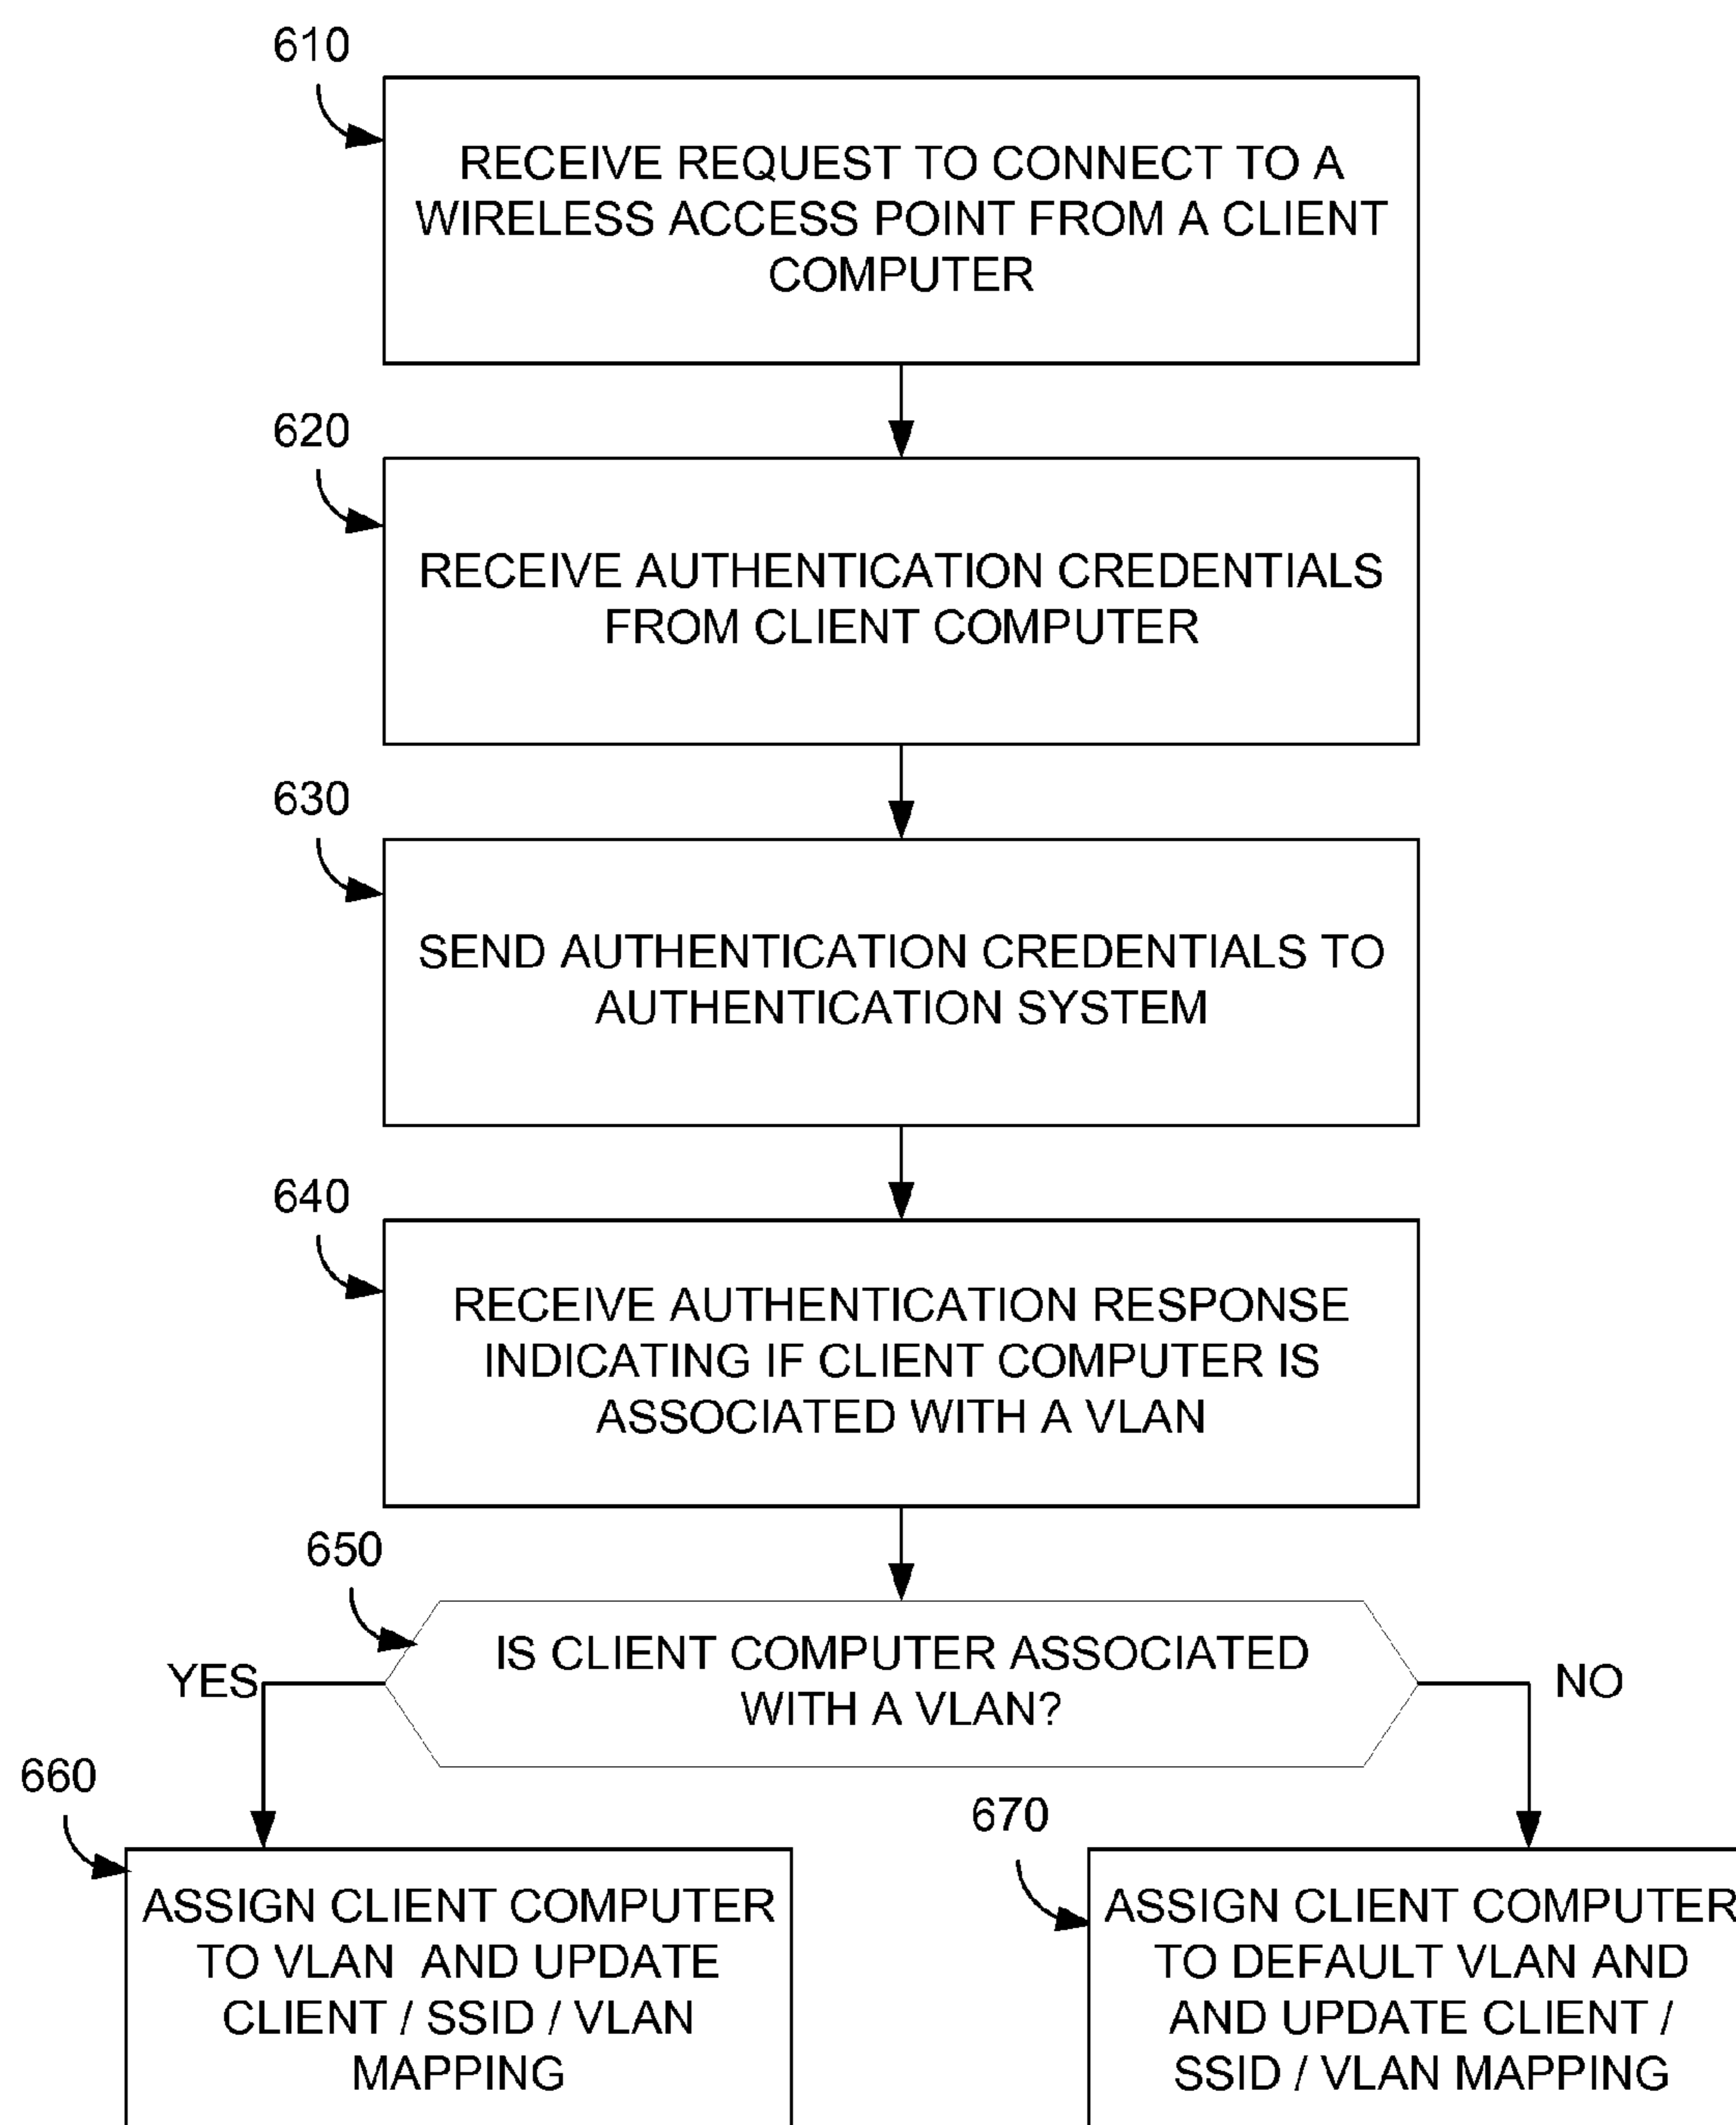 610
RECEIVE REQUEST TO CONNECT TO A
WIRELESS ACCESS POINT FROM A CLIENT
COMPUTER
620
RECEIVE AUTHENTICATION CREDENTIALS
FROM CLIENT COMPUTER
630
SEND AUTHENTICATION CREDENTIALS TO
AUTHENTICATION SYSTEM
640
RECEIVE AUTHENTICATION RESPONSE
INDICATING IF CLIENT COMPUTER IS
ASSOCIATED WITH A VLAN
650
IS CLIENT COMPUTER ASSOCIATED
WITH A VLAN?
YES
NO
660
ASSIGN CLIENT COMPUTER
TO VLAN AND UPDATE
CLIENT / SSID / VLAN
MAPPING
670
ASSIGN CLIENT COMPUTER
TO DEFAULT VLAN AND
AND UPDATE CLIENT /
SSID / VLAN MAPPING